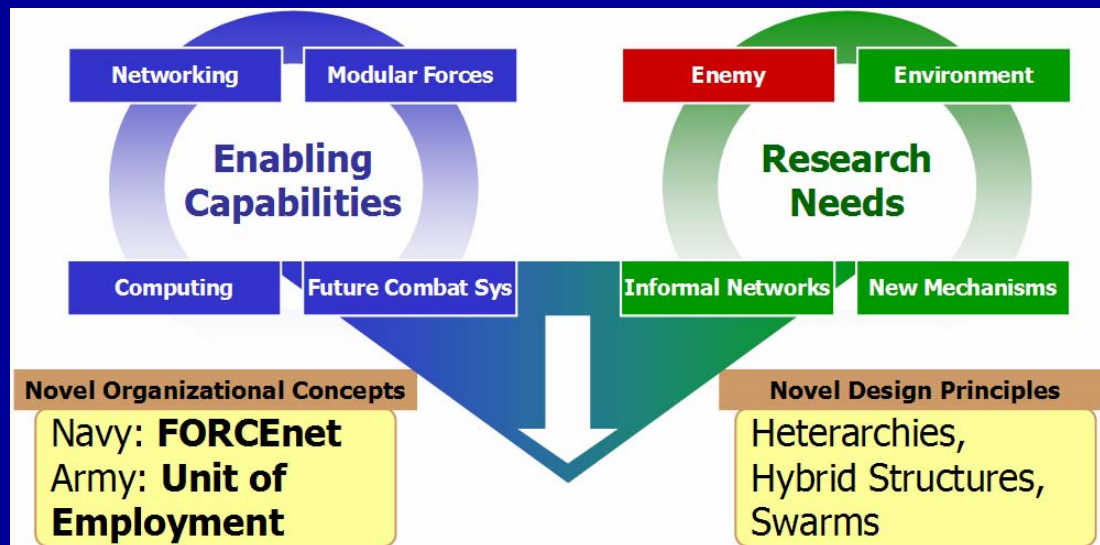 Networking
Modular Forces
Enabling
Capabilities
Computing
Future Combat Sys
Enemy
Environment
Research
Needs
Informal Networks
New Mechanisms
Novel Organizational Concepts
Navy: FORCEnet
Army: Unit of
Employment
Novel Design Principles
Heterarchies,
Hybrid Structures,
Swarms